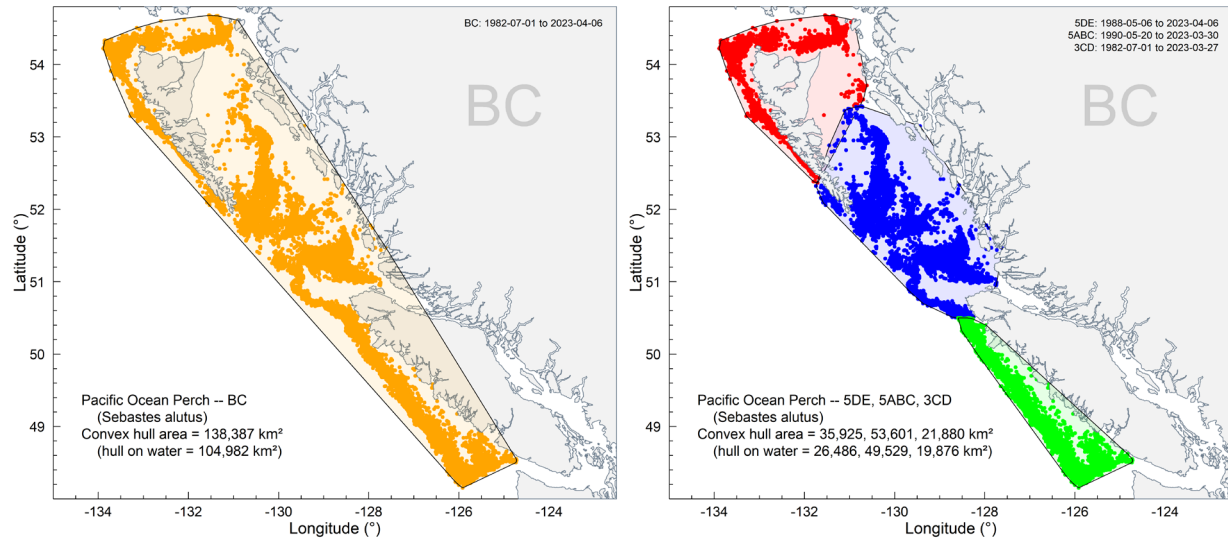 BC: 1982-07-01 to 2023-04-06
BC
54
53
52
51
50
49
Latitude (°)
Pacific Ocean Perch -- BC
(Sebastes alutus)
Convex hull area = 138,387 km²
(hull on water = 104,982 km²)
-134
-132
-130
-128
-126
-124
Longitude (°)
5DE: 1988-05-06 to 2023-04-06
5ABC: 1990-05-20 to 2023-03-30
3CD: 1982-07-01 to 2023-03-27
BC
54
53
52
51
50
49
Latitude (°)
Pacific Ocean Perch -- 5DE, 5ABC, 3CD
(Sebastes alutus)
Convex hull area = 35,925, 53,601, 21,880 km²
(hull on water = 26,486, 49,529, 19,876 km²)
-134
-132
-130
-128
-126
-124
Longitude (°)